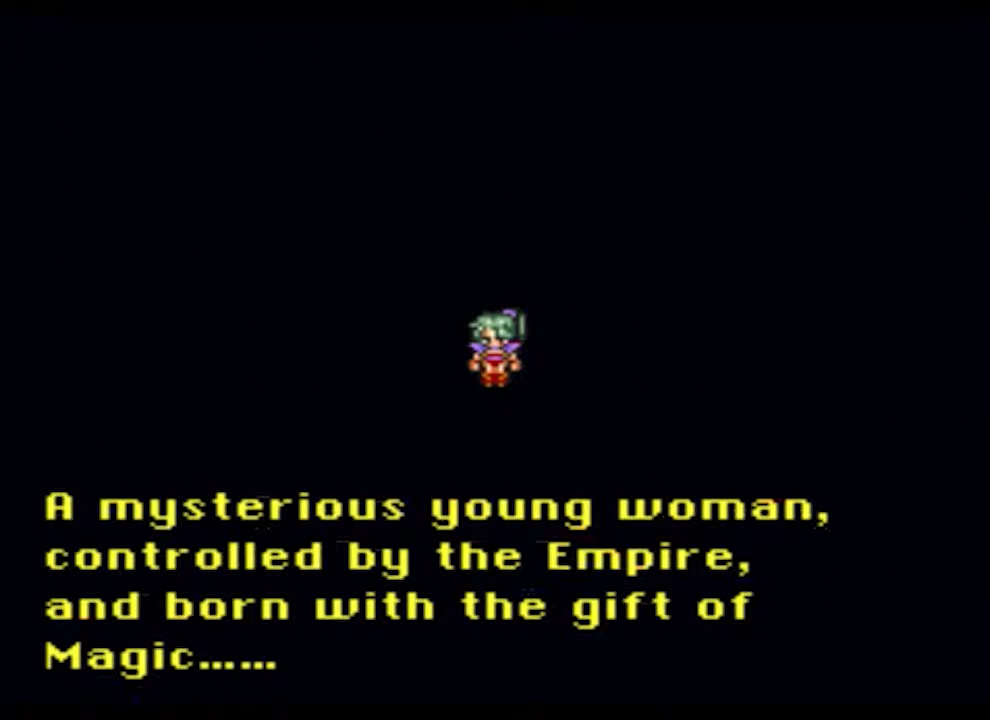 A mysterious young woman,
controlled by the Empire,
and born with the gift of
Magic……